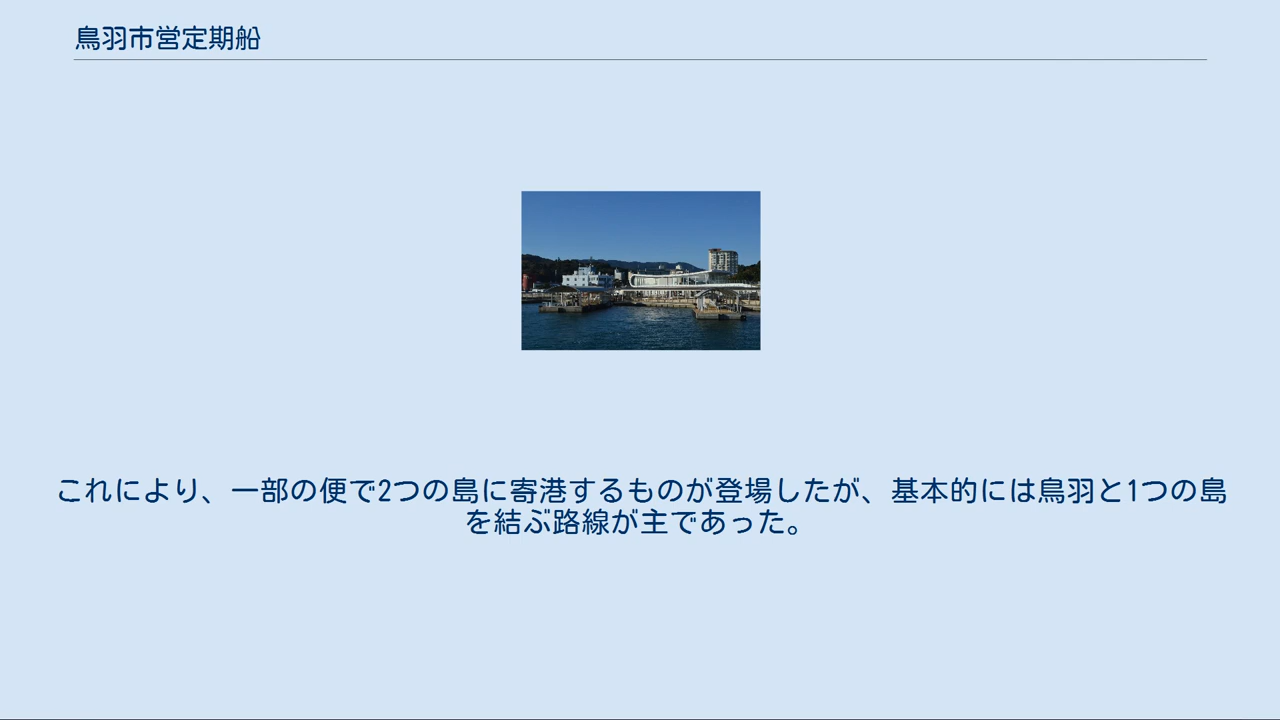 鳥羽市営定期船
これにより、一部の便で2つの島に寄港するものが登場したが、基本的には鳥羽と1つの島
を結ぶ路線が主であった。